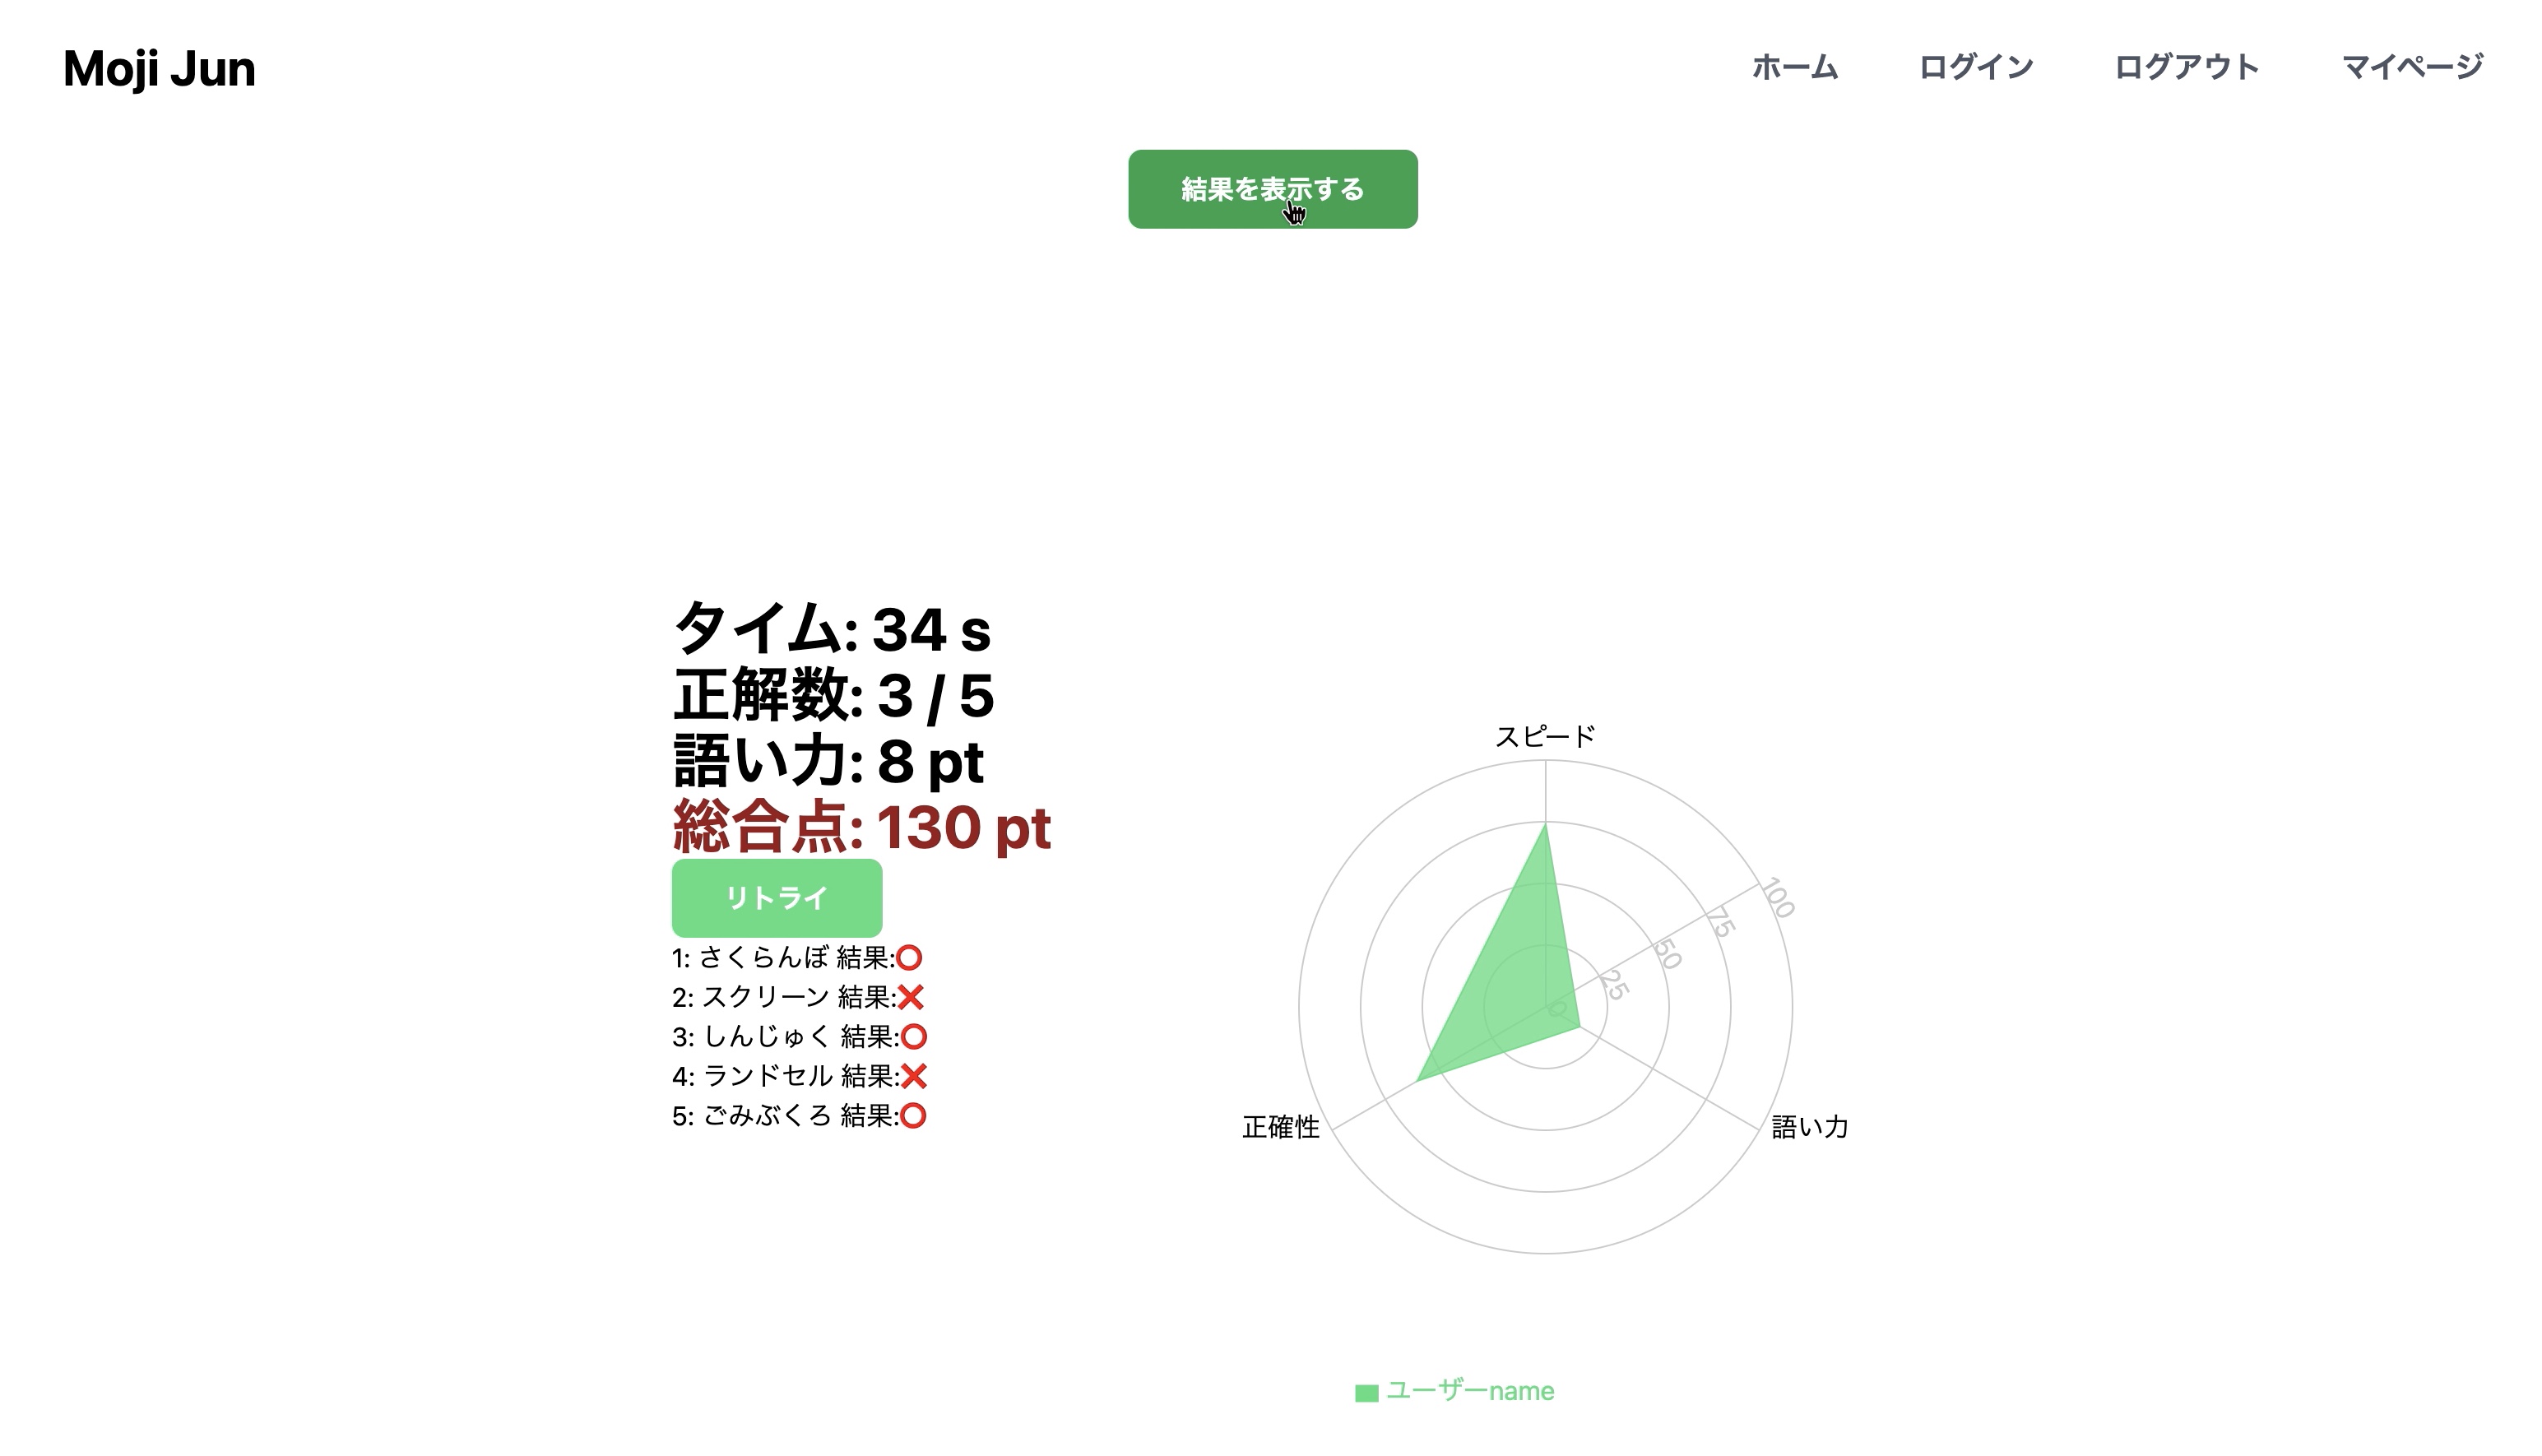 Moji Jun
ホーム ログイン ログアウト マイページ
結果を表示する
タイム: 34 s
正解数: 3 / 5
語い力: 8 pt
総合点: 130 pt
リトライ
1: さくらんぼ 結果:⭕
2: スクリーン 結果:❌
3: しんじゅく 結果:⭕
4: ランドセル 結果:❌
5: ごみぶくろ 結果:⭕
スピード
100
75
50
25
0
正確性
語い力
ユーザーname